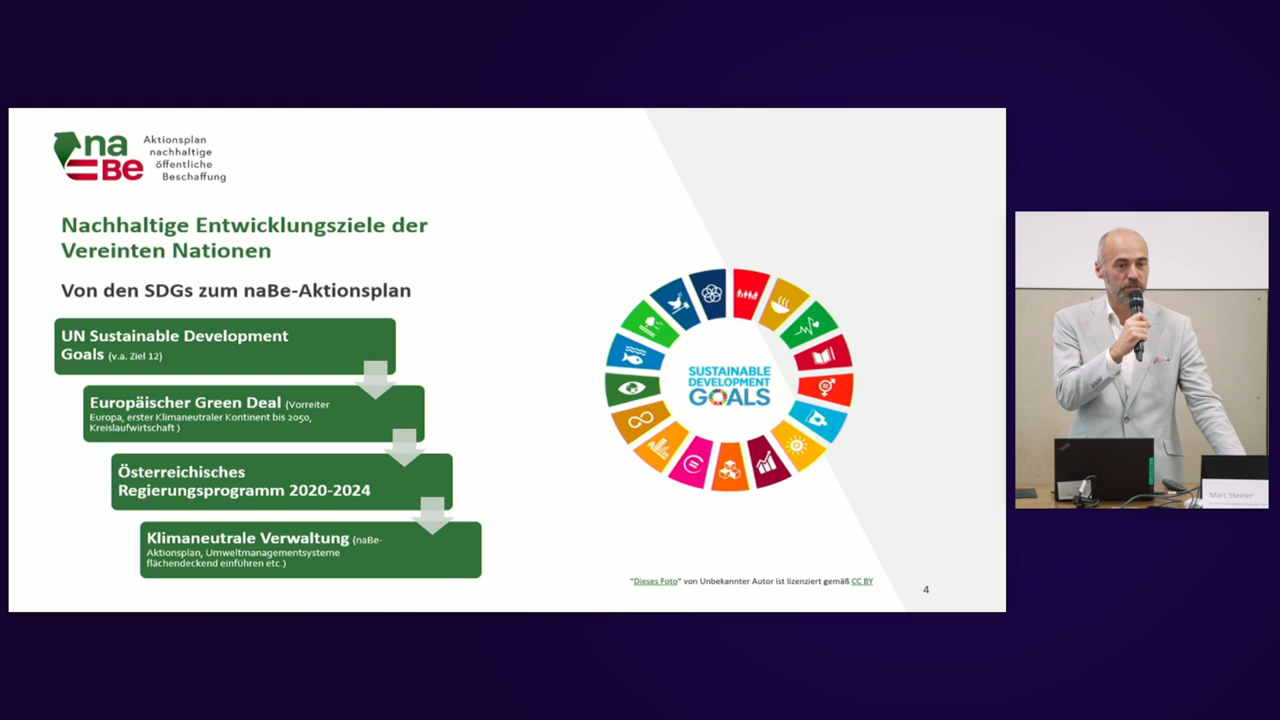 na
Be
Aktionsplan
nachhaltige
öffentliche
Beschaffung
Nachhaltige Entwicklungsziele der
Vereinten Nationen
Von den SDGs zum naBe-Aktionsplan
UN Sustainable Development
Goals (v.a. Ziel 12)
Europäischer Green Deal (Vorreiter
Europa, erster Klimaneutraler Kontinent bis 2050,
Kreislaufwirtschaft )
Österreichisches
Regierungsprogramm 2020-2024
Klimaneutrale Verwaltung (naBe-
Aktionsplan, Umweltmanagementsysteme
flächendeckend einführen etc.)
SUSTAINABLE
DEVELOPMENT
GOALS
"Dieses Foto" von Unbekannter Autor ist lizenziert gemäß CC BY
4
Marc Steiner